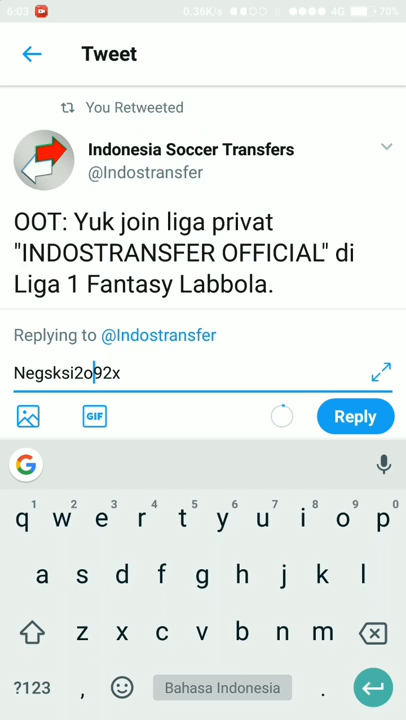 6:03 0.36K/s 4G 70%
Tweet
You Retweeted
Indonesia Soccer Transfers
@Indostransfer
OOT: Yuk join liga privat
"INDOSTRANSFER OFFICIAL" di
Liga 1 Fantasy Labbola.
Replying to @Indostransfer
Negsksi2o92x
GIF
Reply
G
1 2 3 4 5 6 7 8 9 0
q w e r t y u i o p
a s d f g h j k l
z x c v b n m
?123 , Bahasa Indonesia .